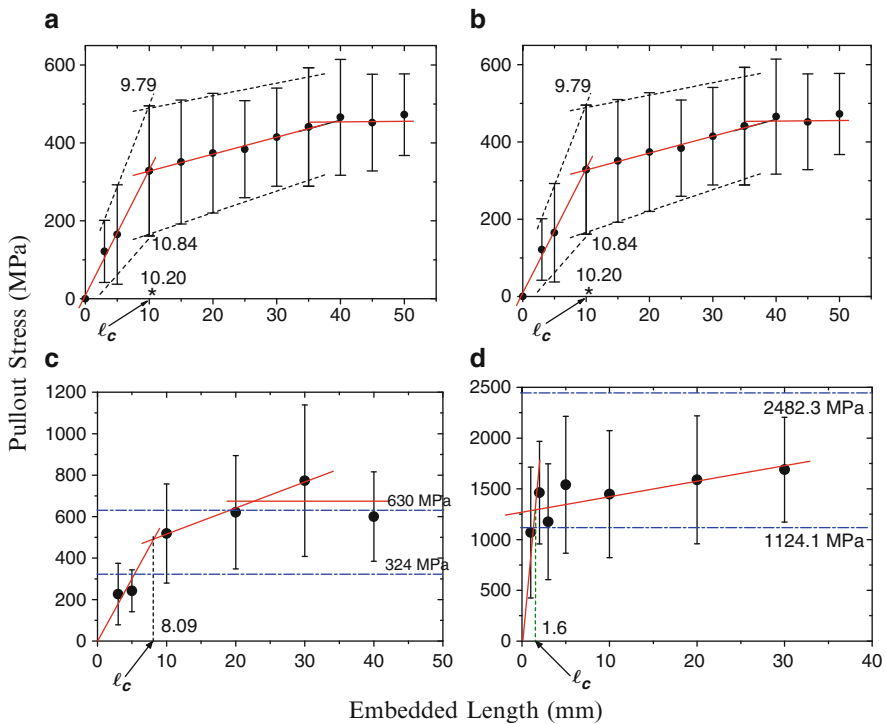 Pullout Stress (MPa)
a
600
400
200
0
9.79
10.84
10.20
*
ℓc
0 10 20 30 40 50
b
600
400
200
0
9.79
10.84
10.20
*
ℓc
0 10 20 30 40 50
c
1200
1000
800
600
400
200
0
630 MPa
324 MPa
8.09
ℓc
0 10 20 30 40 50
d
2500
2000
1500
1000
500
0
2482.3 MPa
1124.1 MPa
1.6
ℓc
0 10 20 30 40
Embedded Length (mm)